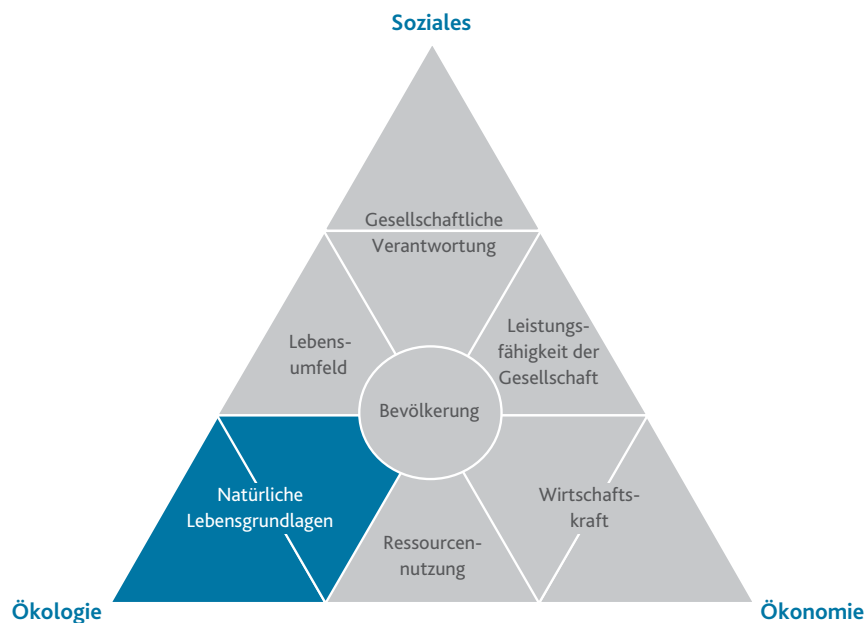 Soziales
Gesellschaftliche
Verantwortung
Lebens-
umfeld
Leistungs-
fähigkeit der
Gesellschaft
Bevölkerung
Natürliche
Lebensgrundlagen
Wirtschafts-
kraft
Ressourcen-
nutzung
Ökologie
Ökonomie